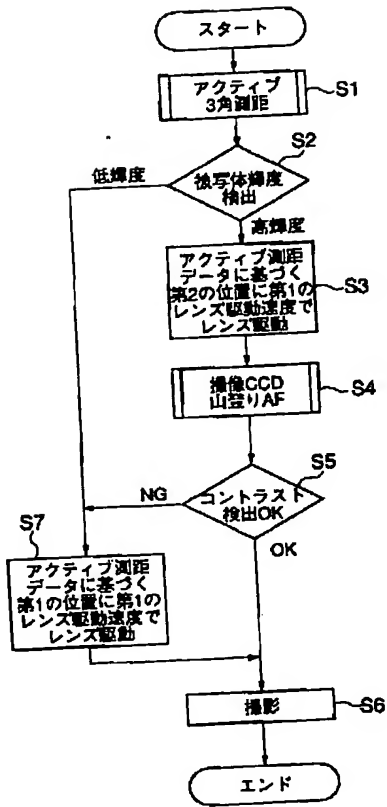 スタート
アクティブ
3角測距
S1
S2
被写体輝度
検出
低輝度
高輝度
アクティブ測距
データに基づく
第2の位置に第1の
レンズ駆動速度で
レンズ駆動
S3
撮像CCD
山登りAF
S4
S5
コントラスト
検出OK
NG
OK
S7
アクティブ測距
データに基づく
第1の位置に第1の
レンズ駆動速度で
レンズ駆動
撮影
S6
エンド